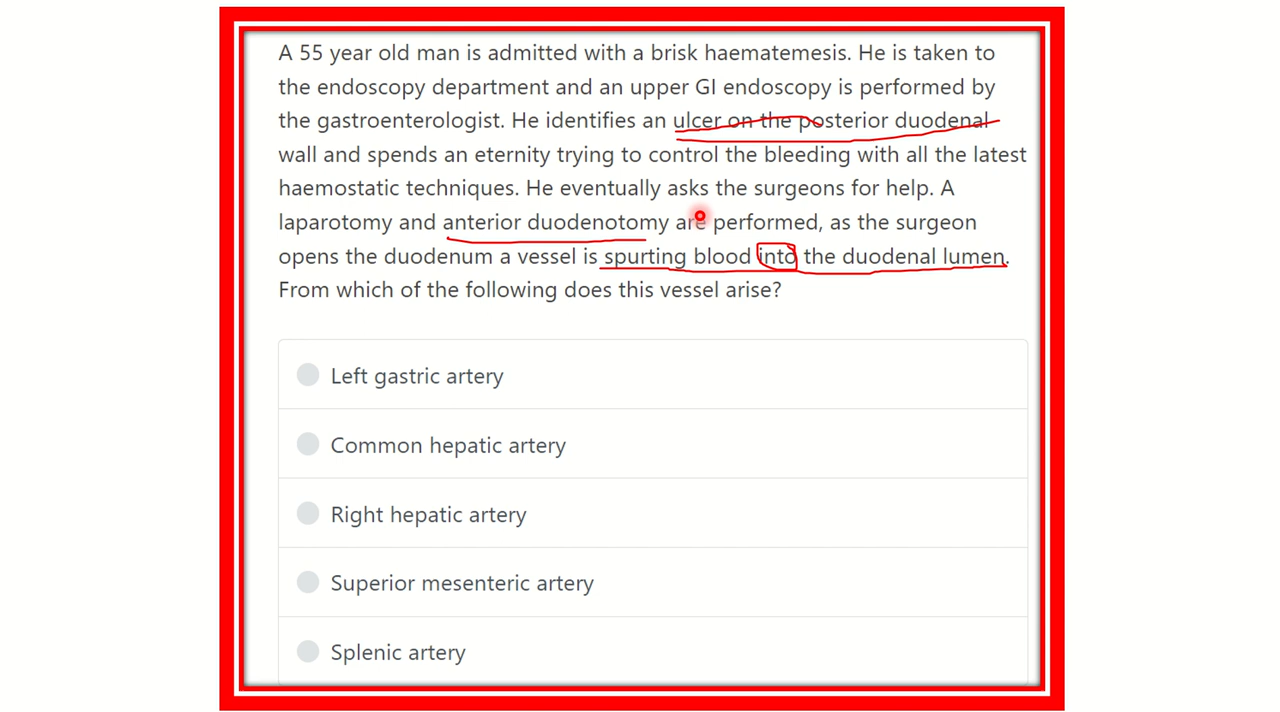 A 55 year old man is admitted with a brisk haematemesis. He is taken to
the endoscopy department and an upper GI endoscopy is performed by
the gastroenterologist. He identifies an ulcer on the posterior duodenal
wall and spends an eternity trying to control the bleeding with all the latest
haemostatic techniques. He eventually asks the surgeons for help. A
laparotomy and anterior duodenotomy are performed, as the surgeon
opens the duodenum a vessel is spurting blood into the duodenal lumen.
From which of the following does this vessel arise?
Left gastric artery
Common hepatic artery
Right hepatic artery
Superior mesenteric artery
Splenic artery